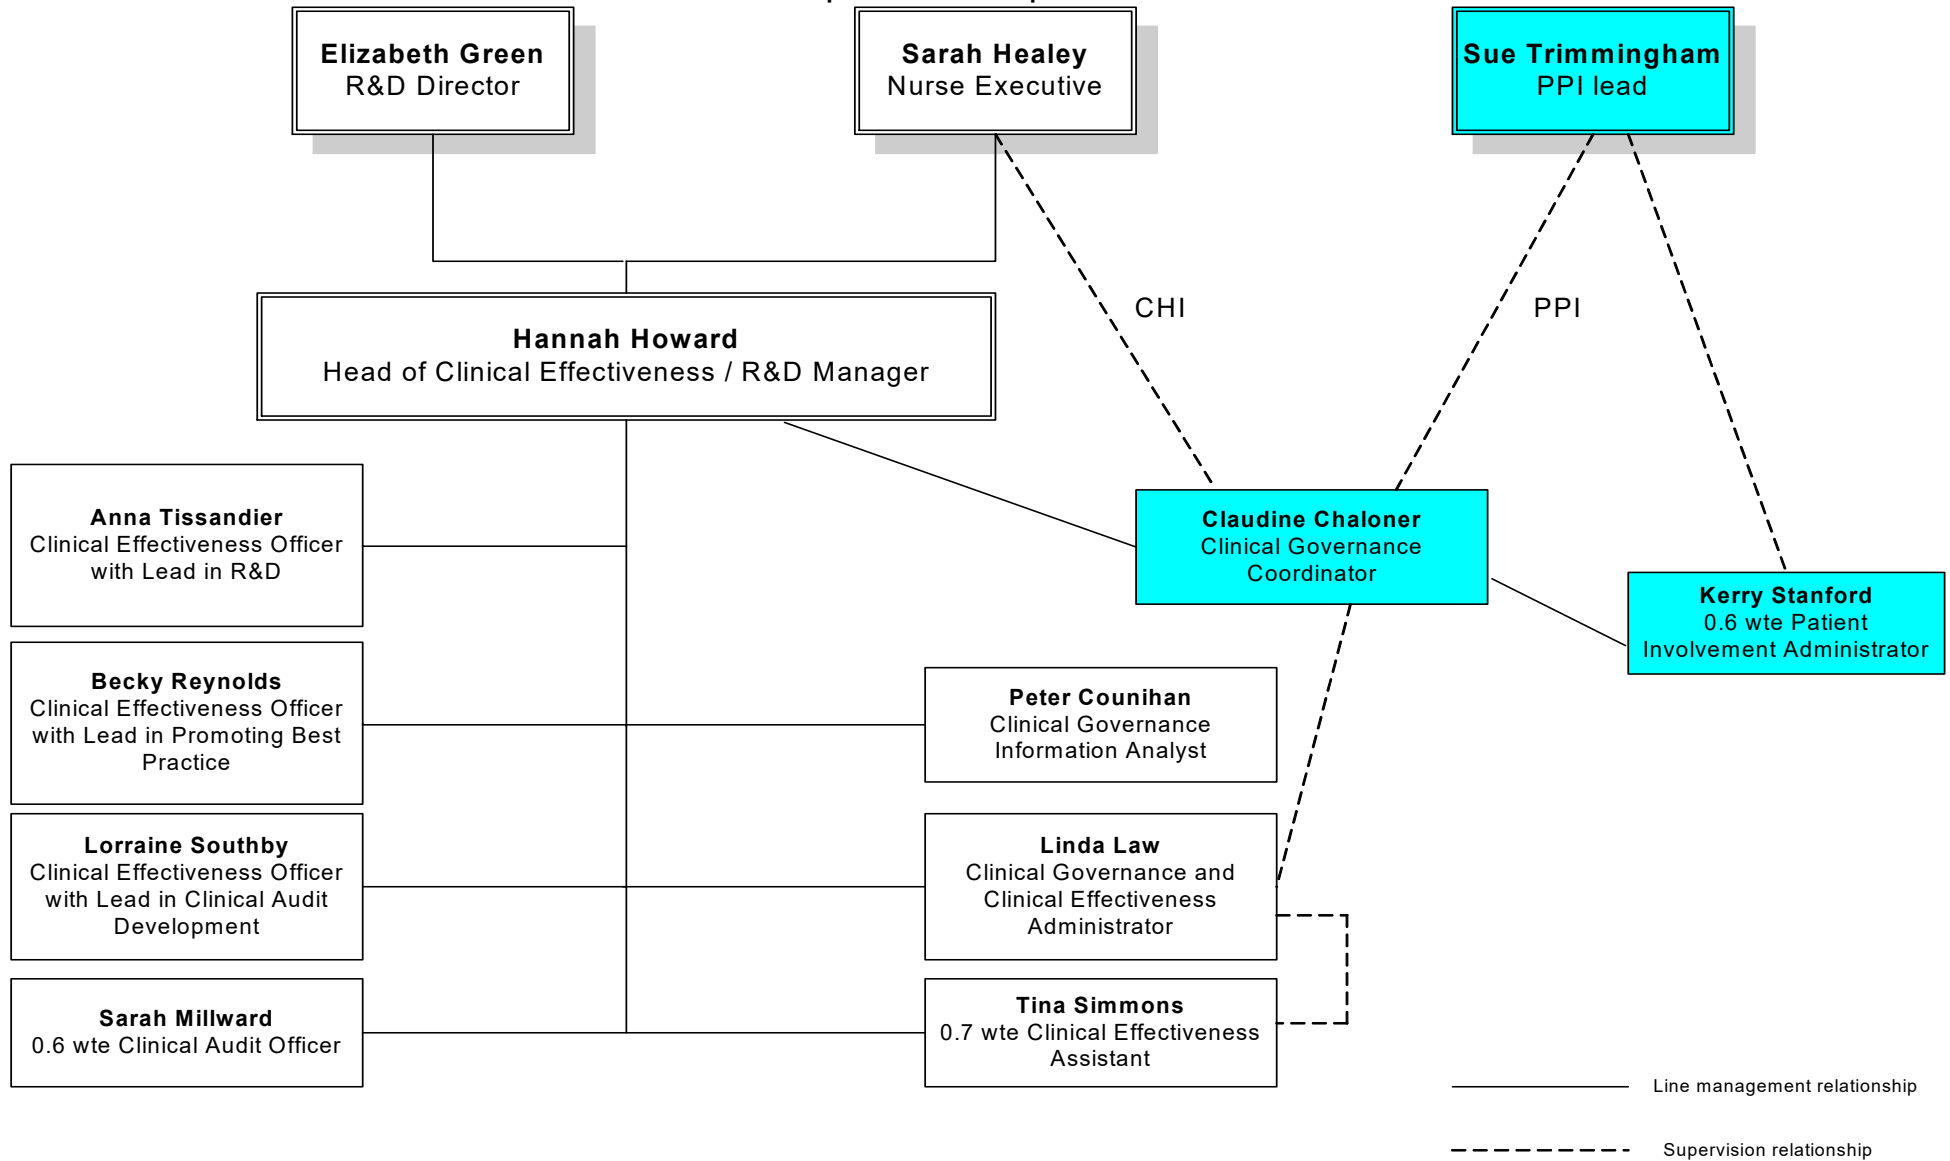 Elizabeth Green
R&D Director
Sarah Healey
Nurse Executive
Sue Trimmingham
PPI lead
CHI
PPI
Hannah Howard
Head of Clinical Effectiveness / R&D Manager
Anna Tissandier
Clinical Effectiveness Officer
with Lead in R&D
Claudine Chaloner
Clinical Governance
Coordinator
Kerry Stanford
0.6 wte Patient
Involvement Administrator
Becky Reynolds
Clinical Effectiveness Officer
with Lead in Promoting Best
Practice
Peter Counihan
Clinical Governance
Information Analyst
Lorraine Southby
Clinical Effectiveness Officer
with Lead in Clinical Audit
Development
Linda Law
Clinical Governance and
Clinical Effectiveness
Administrator
Sarah Millward
0.6 wte Clinical Audit Officer
Tina Simmons
0.7 wte Clinical Effectiveness
Assistant
Line management relationship
Supervision relationship